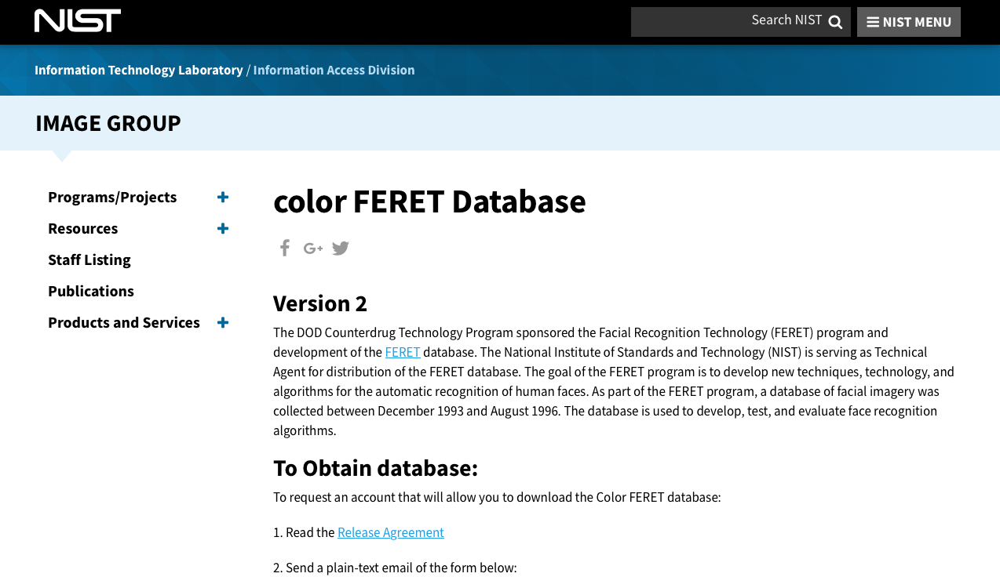 NIST
Search NIST
NIST MENU
Information Technology Laboratory / Information Access Division
IMAGE GROUP
Programs/Projects
Resources
Staff Listing
Publications
Products and Services
color FERET Database
Version 2
The DOD Counterdrug Technology Program sponsored the Facial Recognition Technology (FERET) program and
development of the FERET database. The National Institute of Standards and Technology (NIST) is serving as Technical
Agent for distribution of the FERET database. The goal of the FERET program is to develop new techniques, technology, and
algorithms for the automatic recognition of human faces. As part of the FERET program, a database of facial imagery was
collected between December 1993 and August 1996. The database is used to develop, test, and evaluate face recognition
algorithms.
To Obtain database:
To request an account that will allow you to download the Color FERET database:
1. Read the Release Agreement
2. Send a plain-text email of the form below: